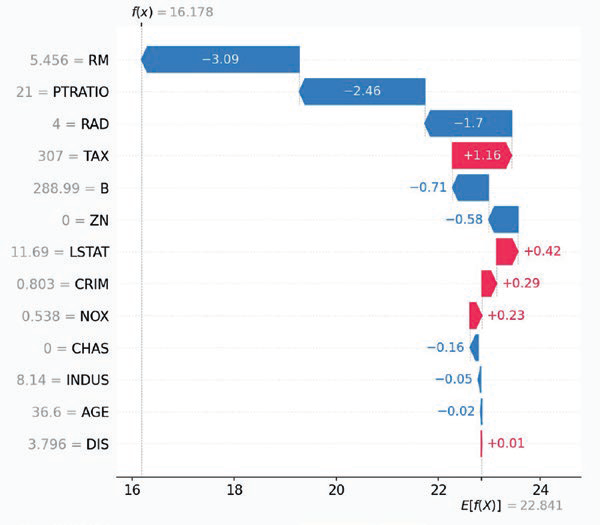 f(x) = 16.178
5.456 = RM −3.09
21 = PTRATIO −2.46
4 = RAD −1.7
307 = TAX +1.16
288.99 = B −0.71
0 = ZN −0.58
11.69 = LSTAT +0.42
0.803 = CRIM +0.29
0.538 = NOX +0.23
0 = CHAS −0.16
8.14 = INDUS −0.05
36.6 = AGE −0.02
3.796 = DIS +0.01
16 18 20 22 24
E[f(X)] = 22.841